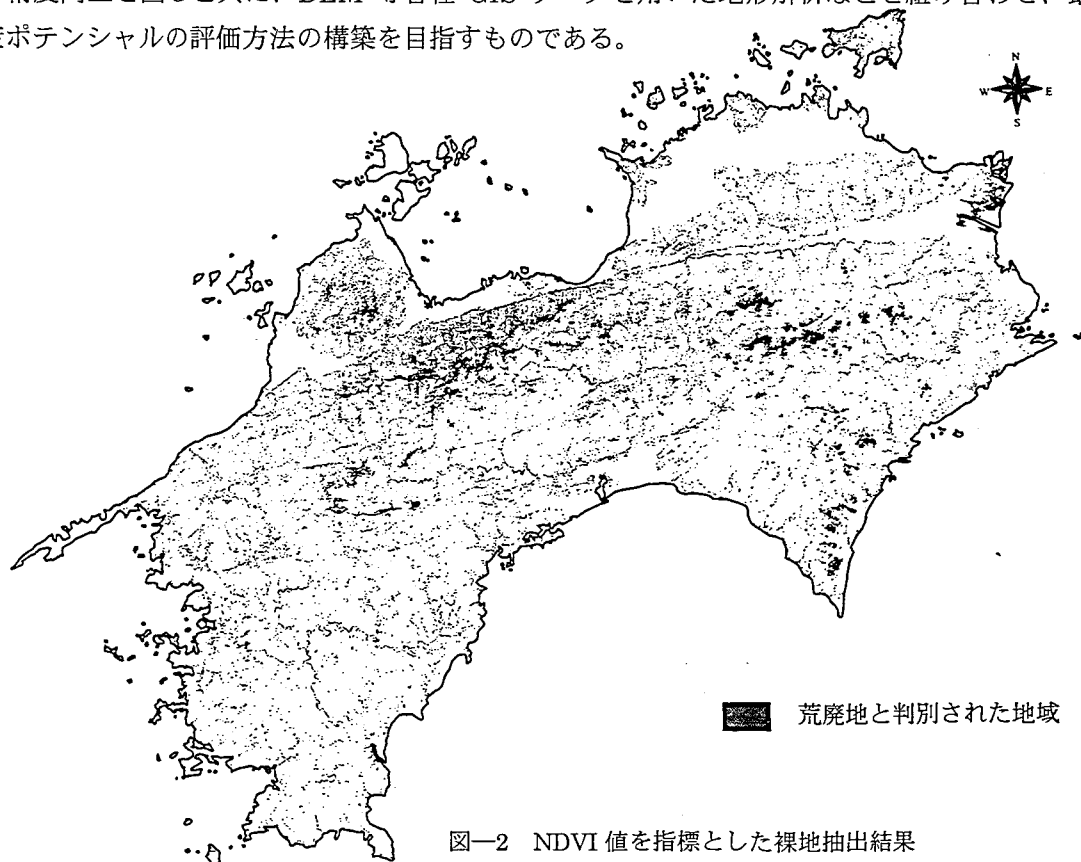 精度向上を図ると共に、DEM や各種 GIS データを用いた地形解析などを組み合わせ、
ポテンシャルの評価方法の構築を目指すものである。
N
W E
S
荒廃地と判別された地域
図―2 NDVI 値を指標とした裸地抽出結果